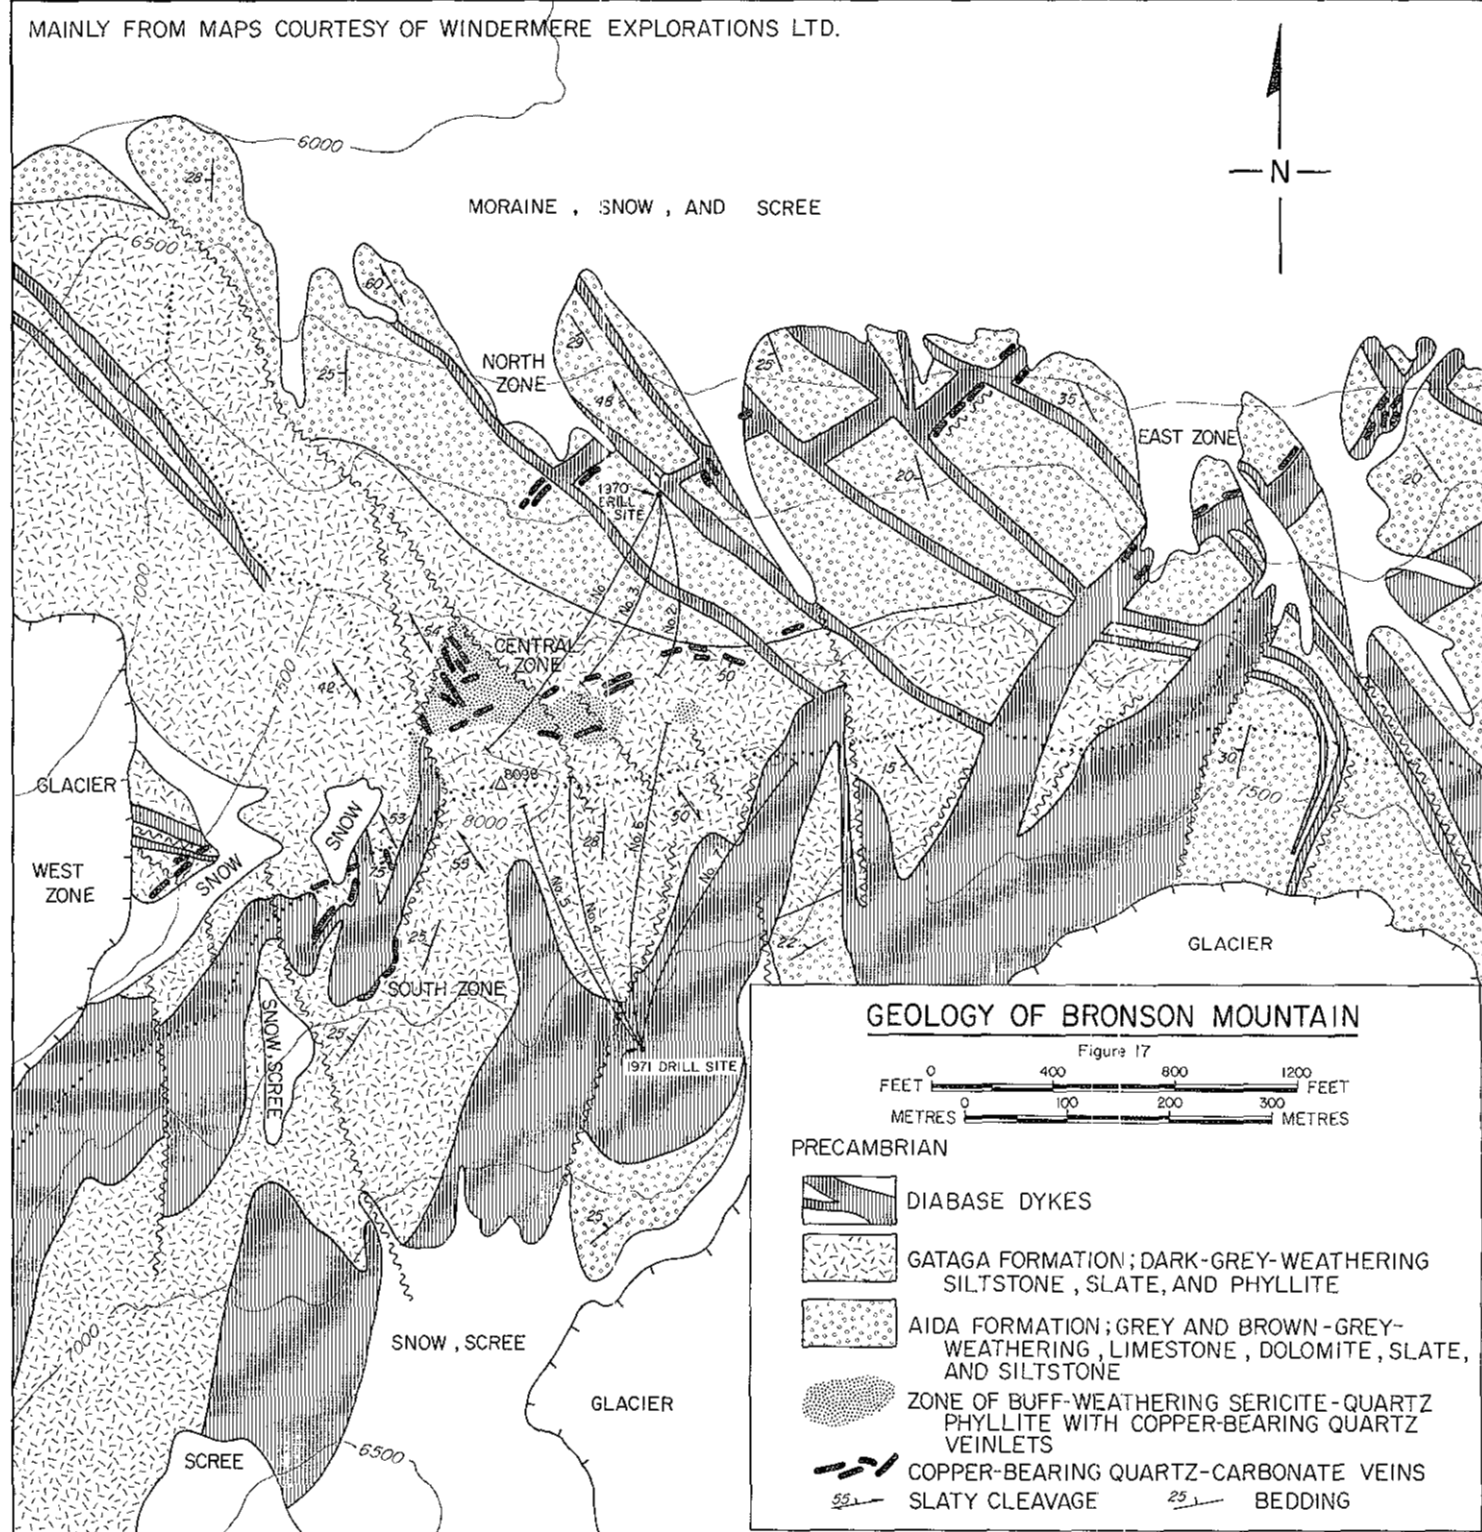 MAINLY FROM MAPS COURTESY OF WINDERMERE EXPLORATIONS LTD.
6000
N
28
MORAINE , SNOW , AND SCREE
6500
60
25
NORTH
ZONE
29
48
25
35
EAST ZONE
20
20
1970
DRILL
SITE
7000
No. 3
No. 2
CENTRAL
ZONE
50
7500
42
GLACIER
8098
8000
15
30
7500
SNOW
53
75
55
50
No. 6
WEST
ZONE
SNOW
No. 5
No. 4
25
22
GLACIER
SOUTH ZONE
SNOW, SCREE
25
1971 DRILL SITE
25
7000
SNOW , SCREE
GLACIER
SCREE
6500
GEOLOGY OF BRONSON MOUNTAIN
Figure 17
0 400 800 1200
FEET FEET
0 100 200 300
METRES METRES
PRECAMBRIAN
DIABASE DYKES
GATAGA FORMATION; DARK-GREY-WEATHERING
SILTSTONE , SLATE, AND PHYLLITE
AIDA FORMATION; GREY AND BROWN-GREY-
WEATHERING , LIMESTONE , DOLOMITE , SLATE,
AND SILTSTONE
ZONE OF BUFF-WEATHERING SERICITE-QUARTZ
PHYLLITE WITH COPPER-BEARING QUARTZ
VEINLETS
COPPER-BEARING QUARTZ-CARBONATE VEINS
55 SLATY CLEAVAGE 25 BEDDING